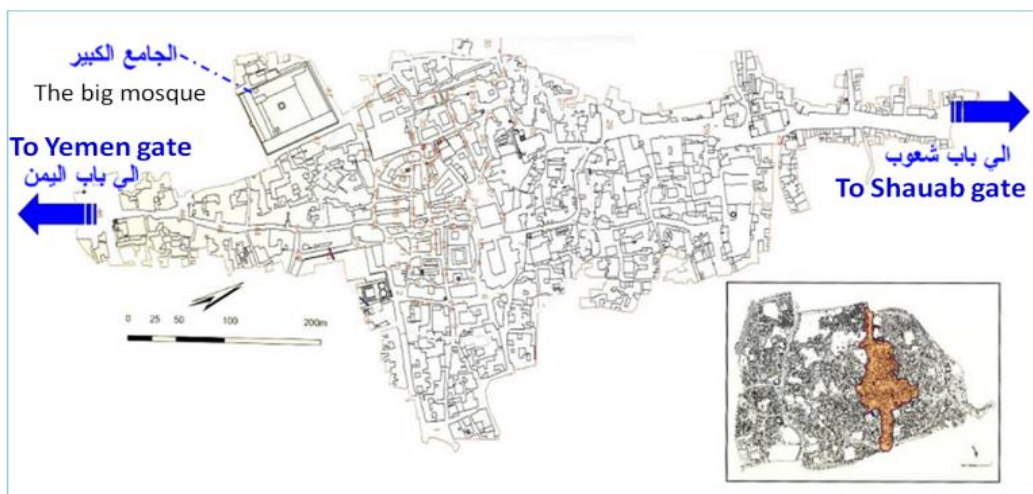 الجامع الكبير
The big mosque
To Yemen gate
الي باب اليمن
الي باب شعوب
To Shauab gate
0 25 50 100 200m